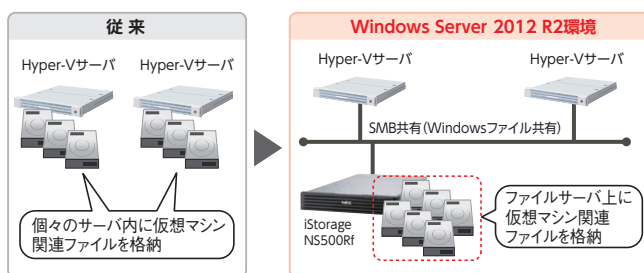 従来
Hyper-Vサーバ
Hyper-Vサーバ
個々のサーバ内に仮想マシン
関連ファイルを格納
Windows Server 2012 R2環境
Hyper-Vサーバ
Hyper-Vサーバ
SMB共有(Windowsファイル共有)
NEC
iStorage
NS500Rf
ファイルサーバ上に
仮想マシン関連
ファイルを格納